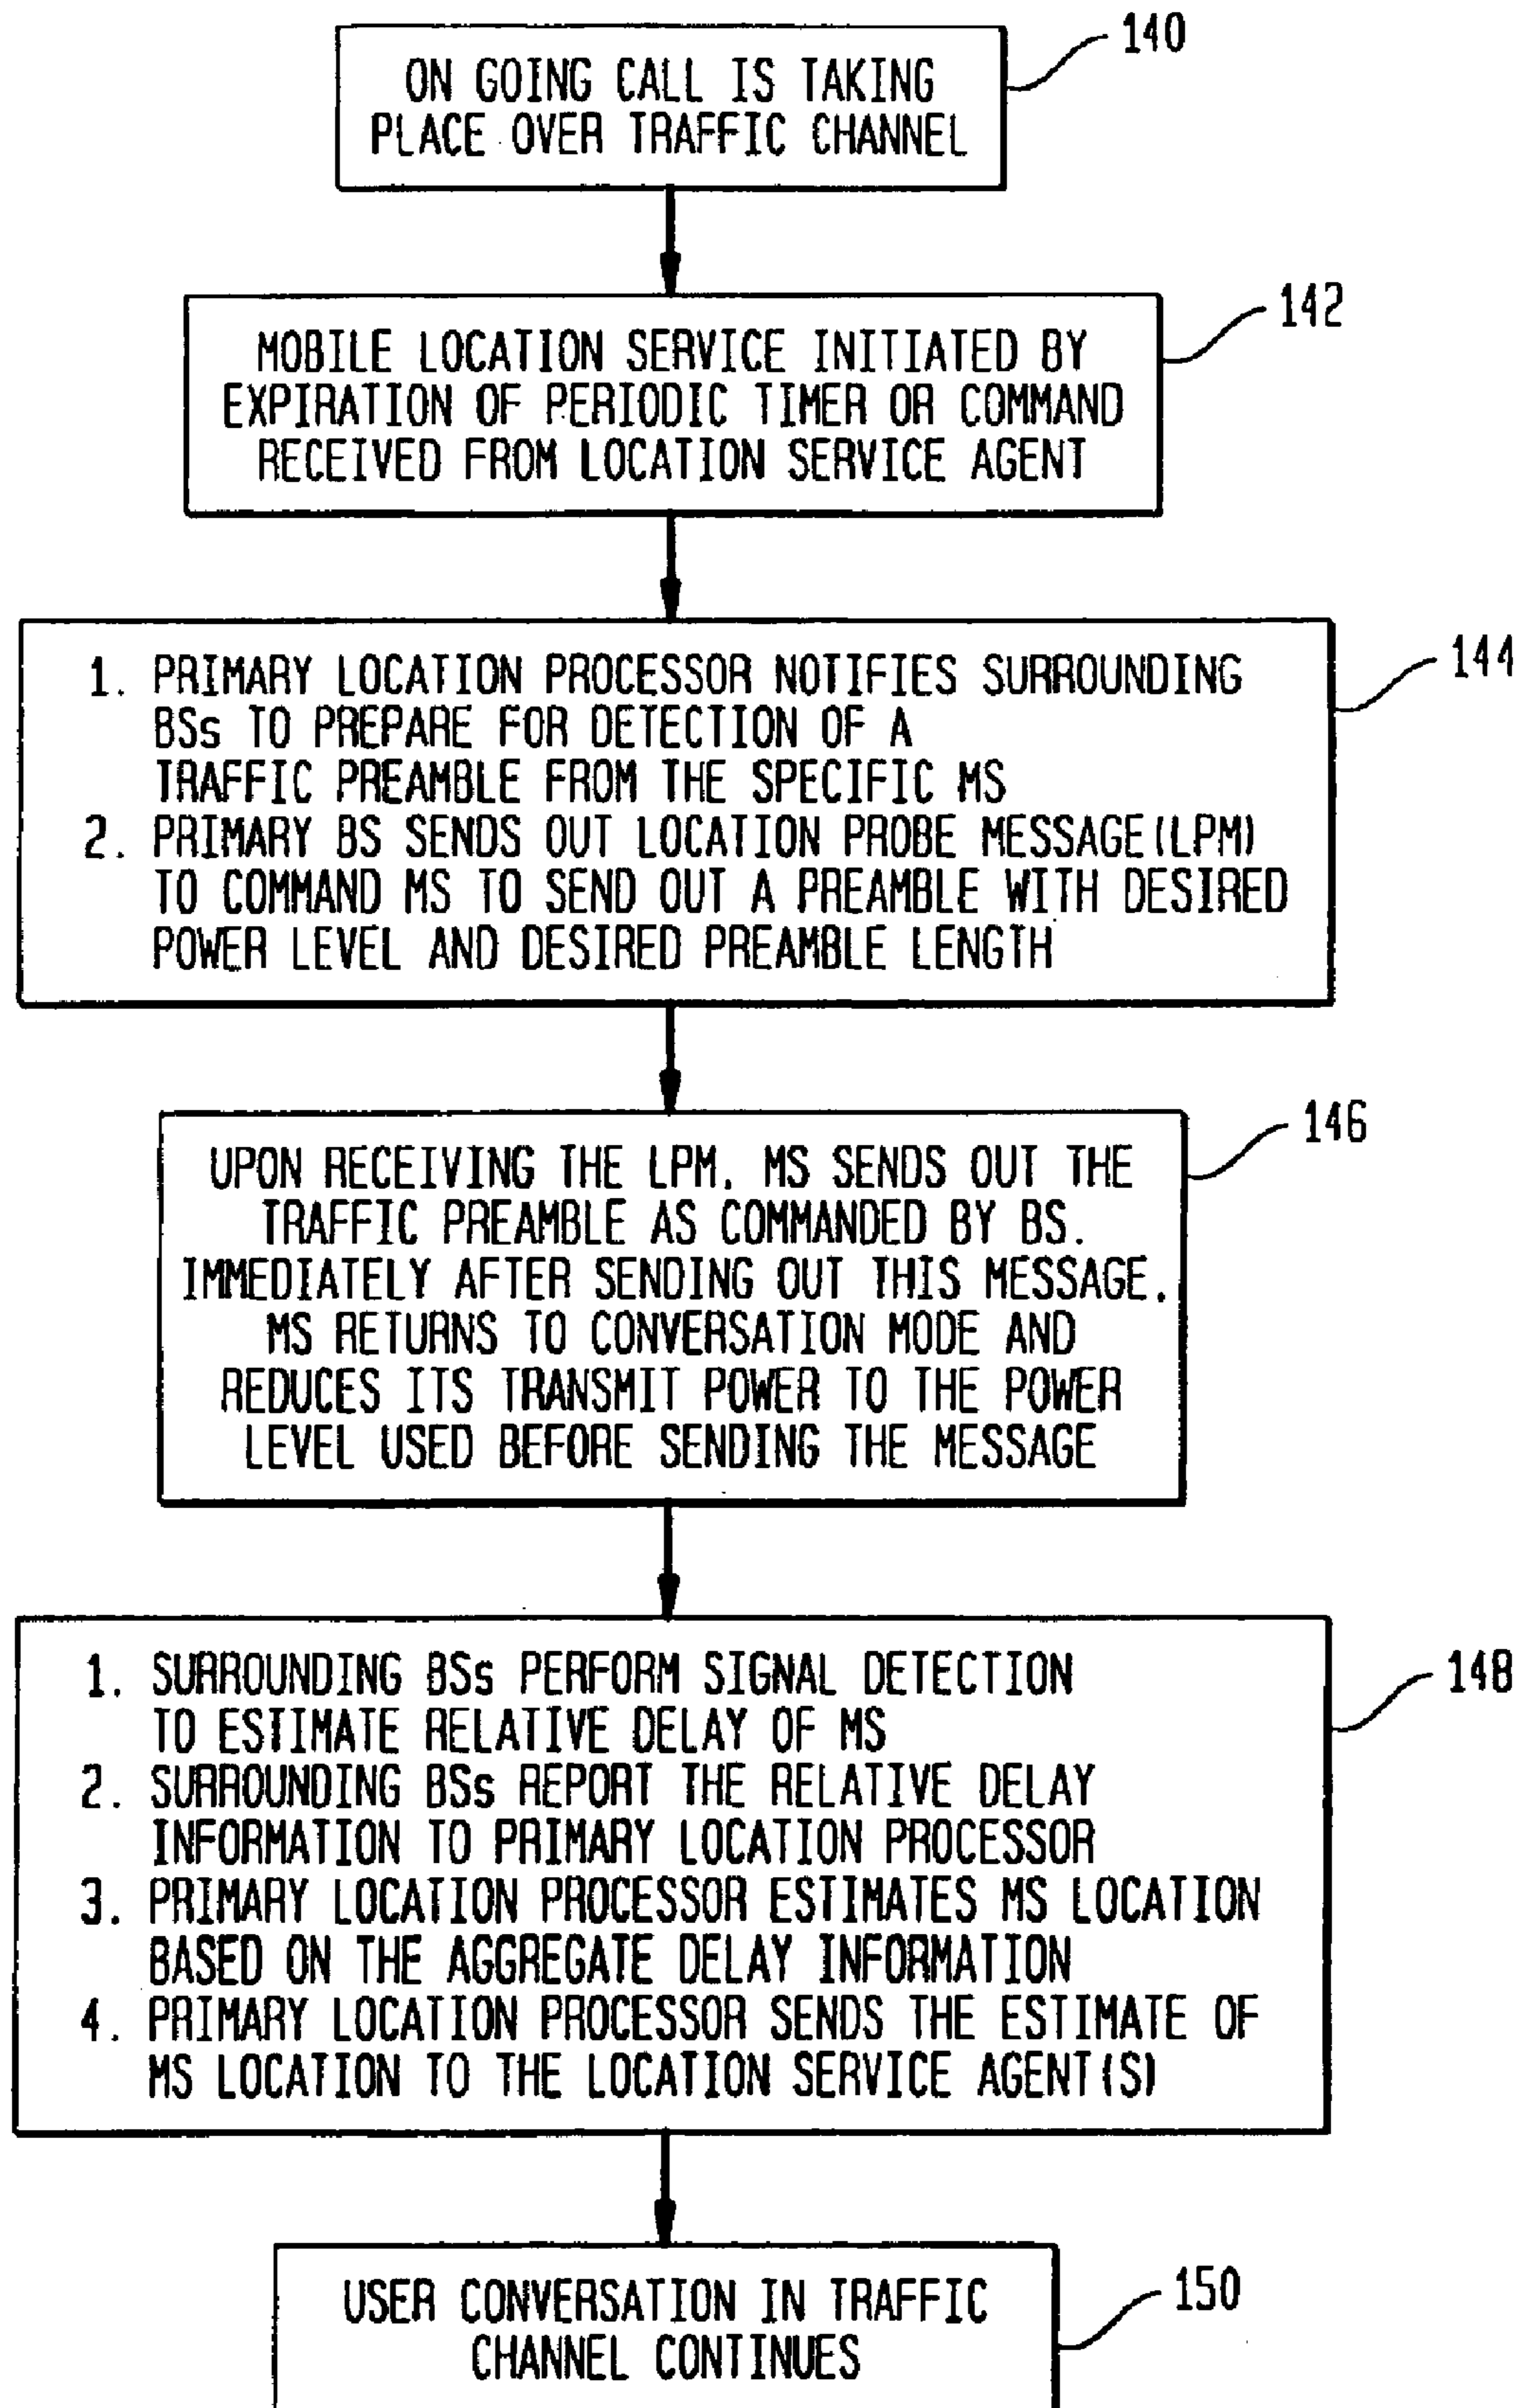 140
ON GOING CALL IS TAKING
PLACE OVER TRAFFIC CHANNEL
142
MOBILE LOCATION SERVICE INITIATED BY
EXPIRATION OF PERIODIC TIMER OR COMMAND
RECEIVED FROM LOCATION SERVICE AGENT
144
1. PRIMARY LOCATION PROCESSOR NOTIFIES SURROUNDING
BSs TO PREPARE FOR DETECTION OF A
TRAFFIC PREAMBLE FROM THE SPECIFIC MS
2. PRIMARY BS SENDS OUT LOCATION PROBE MESSAGE(LPM)
TO COMMAND MS TO SEND OUT A PREAMBLE WITH DESIRED
POWER LEVEL AND DESIRED PREAMBLE LENGTH
146
UPON RECEIVING THE LPM, MS SENDS OUT THE
TRAFFIC PREAMBLE AS COMMANDED BY BS.
IMMEDIATELY AFTER SENDING OUT THIS MESSAGE,
MS RETURNS TO CONVERSATION MODE AND
REDUCES ITS TRANSMIT POWER TO THE POWER
LEVEL USED BEFORE SENDING THE MESSAGE
148
1. SURROUNDING BSs PERFORM SIGNAL DETECTION
TO ESTIMATE RELATIVE DELAY OF MS
2. SURROUNDING BSs REPORT THE RELATIVE DELAY
INFORMATION TO PRIMARY LOCATION PROCESSOR
3. PRIMARY LOCATION PROCESSOR ESTIMATES MS LOCATION
BASED ON THE AGGREGATE DELAY INFORMATION
4. PRIMARY LOCATION PROCESSOR SENDS THE ESTIMATE OF
MS LOCATION TO THE LOCATION SERVICE AGENT(S)
150
USER CONVERSATION IN TRAFFIC
CHANNEL CONTINUES